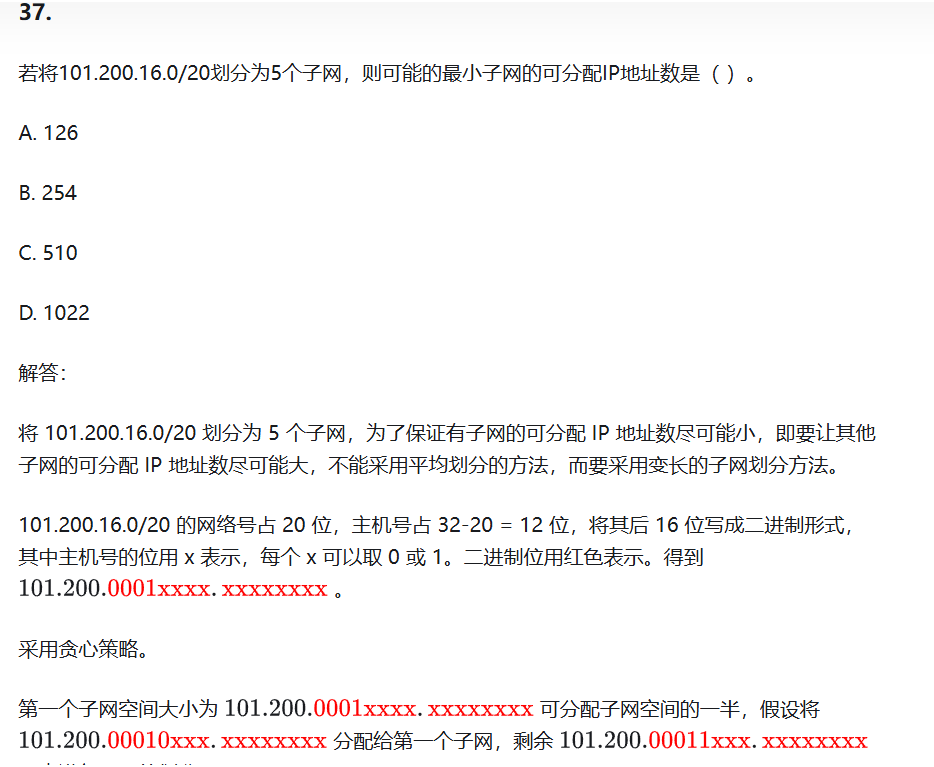 37.
若将101.200.16.0/20划分为5个子网，则可能的最小子网的可分配IP地址数是（ ）。
A. 126
B. 254
C. 510
D. 1022
解答：
将 101.200.16.0/20 划分为 5 个子网，为了保证有子网的可分配 IP 地址数尽可能小，即要让其他
子网的可分配 IP 地址数尽可能大，不能采用平均划分的方法，而要采用变长的子网划分方法。
101.200.16.0/20 的网络号占 20 位，主机号占 32-20 = 12 位，将其后 16 位写成二进制形式，
其中主机号的位用 x 表示，每个 x 可以取 0 或 1。二进制位用红色表示。得到
101.200.0001xxxx.xxxxxxxx 。
采用贪心策略。
第一个子网空间大小为 101.200.0001xxxx.xxxxxxxx 可分配子网空间的一半，假设将
101.200.00010xxx.xxxxxxxx 分配给第一个子网，剩余 101.200.00011xxx.xxxxxxxx